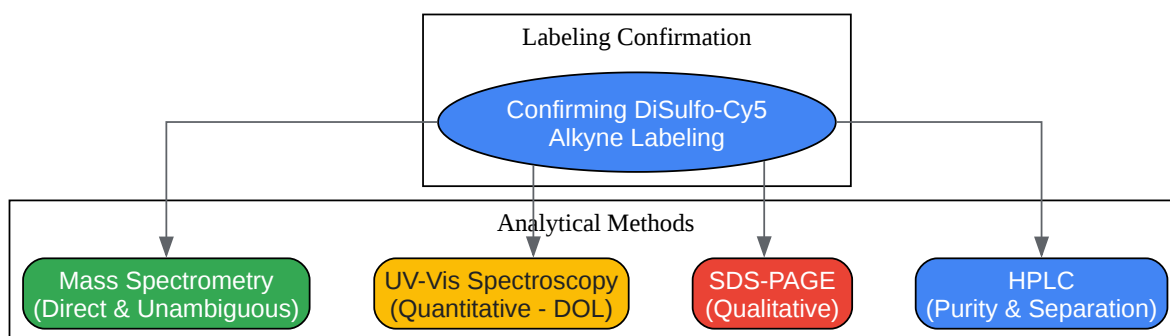 Labeling Confirmation
Confirming DiSulfo-Cy5
Alkyne Labeling
Analytical Methods
Mass Spectrometry
(Direct & Unambiguous)
UV-Vis Spectroscopy
(Quantitative - DOL)
SDS-PAGE
(Qualitative)
HPLC
(Purity & Separation)